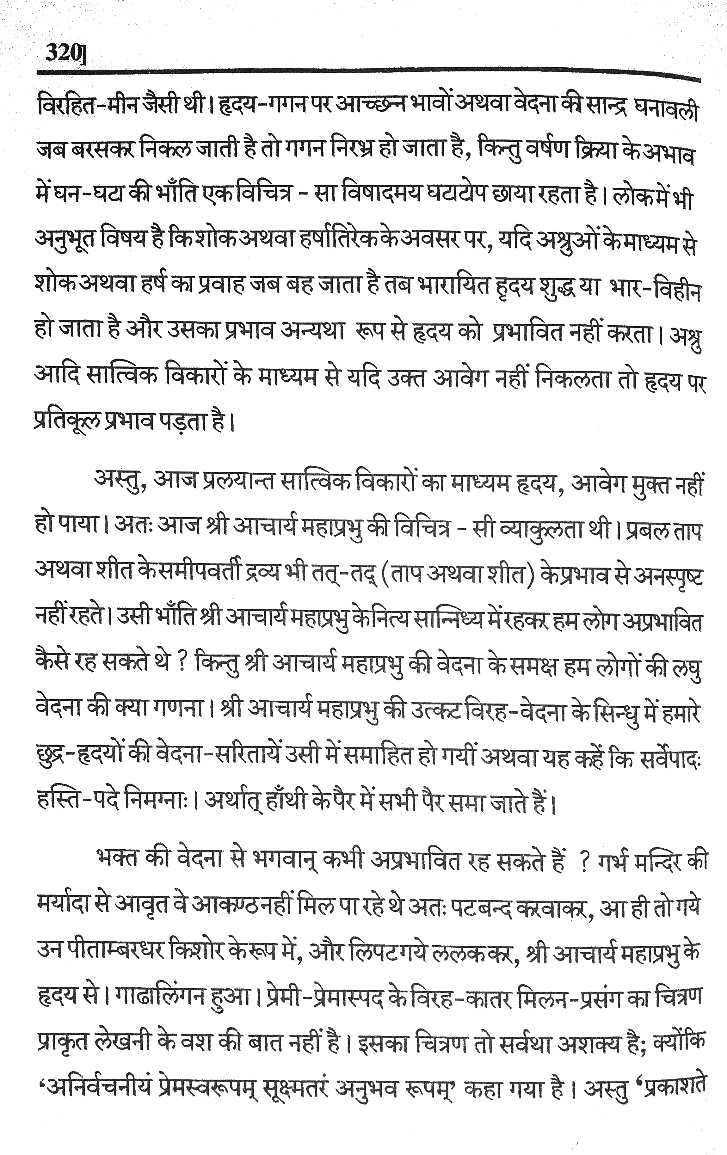 320]
विरहित-मीन जैसी थी। हृदय-गगन पर आच्छन्न भावों अथवा वेदना की सान्द्र घनावली
जब बरसकर निकल जाती है तो गगन निरभ्र हो जाता है, किन्तु वर्षण क्रिया के अभाव
में घन-घटा की भाँति एक विचित्र - सा विषादमय घटाटोप छाया रहता है। लोक में भी
अनुभूत विषय है कि शोक अथवा हर्षातिरेक के अवसर पर, यदि अश्रुओं के माध्यम से
शोक अथवा हर्ष का प्रवाह जब बह जाता है तब भारायित हृदय शुद्ध या भार-विहीन
हो जाता है और उसका प्रभाव अन्यथा रूप से हृदय को प्रभावित नहीं करता। अश्रु
आदि सात्विक विकारों के माध्यम से यदि उक्त आवेग नहीं निकलता तो हृदय पर
प्रतिकूल प्रभाव पड़ता है।
अस्तु, आज प्रलयान्त सात्विक विकारों का माध्यम हृदय, आवेग मुक्त नहीं
हो पाया। अतः आज श्री आचार्य महाप्रभु की विचित्र - सी व्याकुलता थी। प्रबल ताप
अथवा शीत के समीपवर्ती द्रव्य भी तत्-तद् (ताप अथवा शीत) के प्रभाव से अनस्पृष्ट
नहीं रहते। उसी भाँति श्री आचार्य महाप्रभु के नित्य सान्निध्य में रहकर हम लोग अप्रभावित
कैसे रह सकते थे ? किन्तु श्री आचार्य महाप्रभु की वेदना के समक्ष हम लोगों की लघु
वेदना की क्या गणना। श्री आचार्य महाप्रभु की उत्कट विरह-वेदना के सिन्धु में हमारे
छुद्र-हृदयों की वेदना-सरितायें उसी में समाहित हो गयीं अथवा यह कहें कि सर्वेपादः
हस्ति-पदे निमग्नाः। अर्थात् हाँथी के पैर में सभी पैर समा जाते हैं।
भक्त की वेदना से भगवान् कभी अप्रभावित रह सकते हैं ? गर्भ मन्दिर की
मर्यादा से आवृत वे आकण्ठ नहीं मिल पा रहे थे अतः पट बन्द करवाकर, आ ही तो गये
उन पीताम्बरधर किशोर के रूप में, और लिपट गये ललककर, श्री आचार्य महाप्रभु के
हृदय से। गाढालिंगन हुआ। प्रेमी-प्रेमास्पद के विरह-कातर मिलन-प्रसंग का चित्रण
प्राकृत लेखनी के वश की बात नहीं है। इसका चित्रण तो सर्वथा अशक्य है; क्योंकि
‘अनिर्वचनीयं प्रेमस्वरूपम् सूक्ष्मतरं अनुभव रूपम्’ कहा गया है। अस्तु ‘प्रकाशते